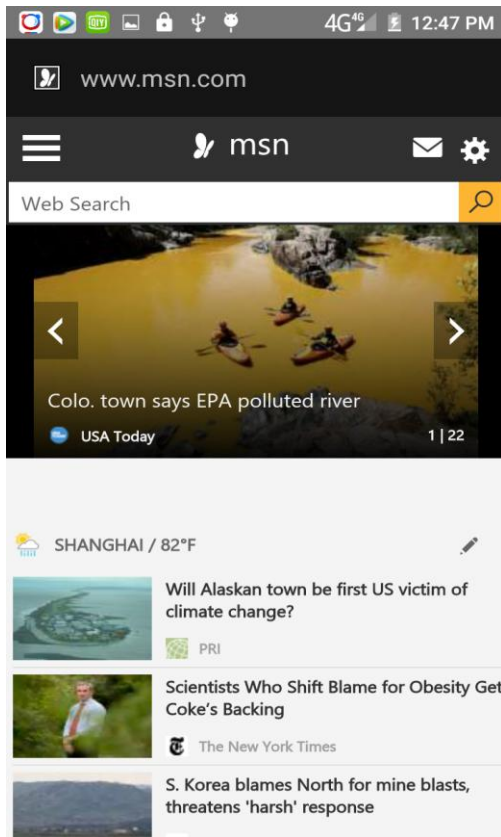 4G 4G 12:47 PM
www.msn.com
msn
Web Search
Colo. town says EPA polluted river
USA Today 1 | 22
SHANGHAI / 82°F
Will Alaskan town be first US victim of
climate change?
PRI
Scientists Who Shift Blame for Obesity Get
Coke's Backing
The New York Times
S. Korea blames North for mine blasts,
threatens 'harsh' response